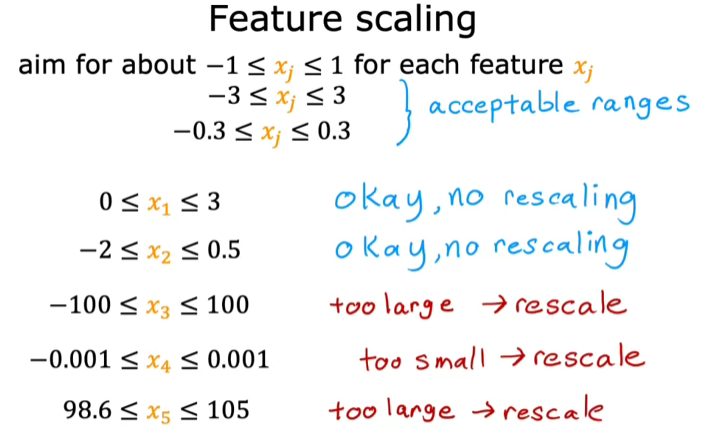 Feature scaling
aim for about −1 ≤ xj ≤ 1 for each feature xj
−3 ≤ xj ≤ 3
−0.3 ≤ xj ≤ 0.3
} acceptable ranges
0 ≤ x1 ≤ 3 okay, no rescaling
−2 ≤ x2 ≤ 0.5 okay, no rescaling
−100 ≤ x3 ≤ 100 too large → rescale
−0.001 ≤ x4 ≤ 0.001 too small → rescale
98.6 ≤ x5 ≤ 105 too large → rescale